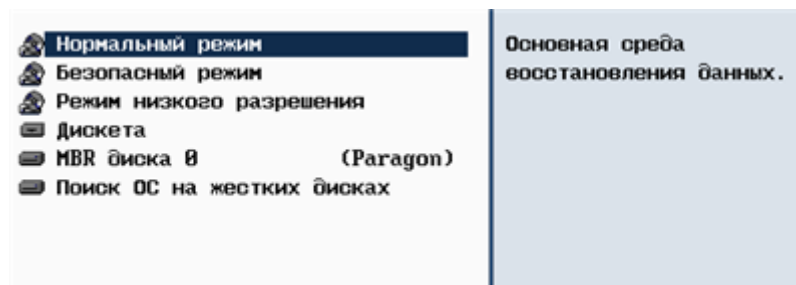 Нормальный режим
Безопасный режим
Режим низкого разрешения
Дискета
MBR диска 0 (Paragon)
Поиск ОС на жестких дисках
Основная среда
восстановления данных.